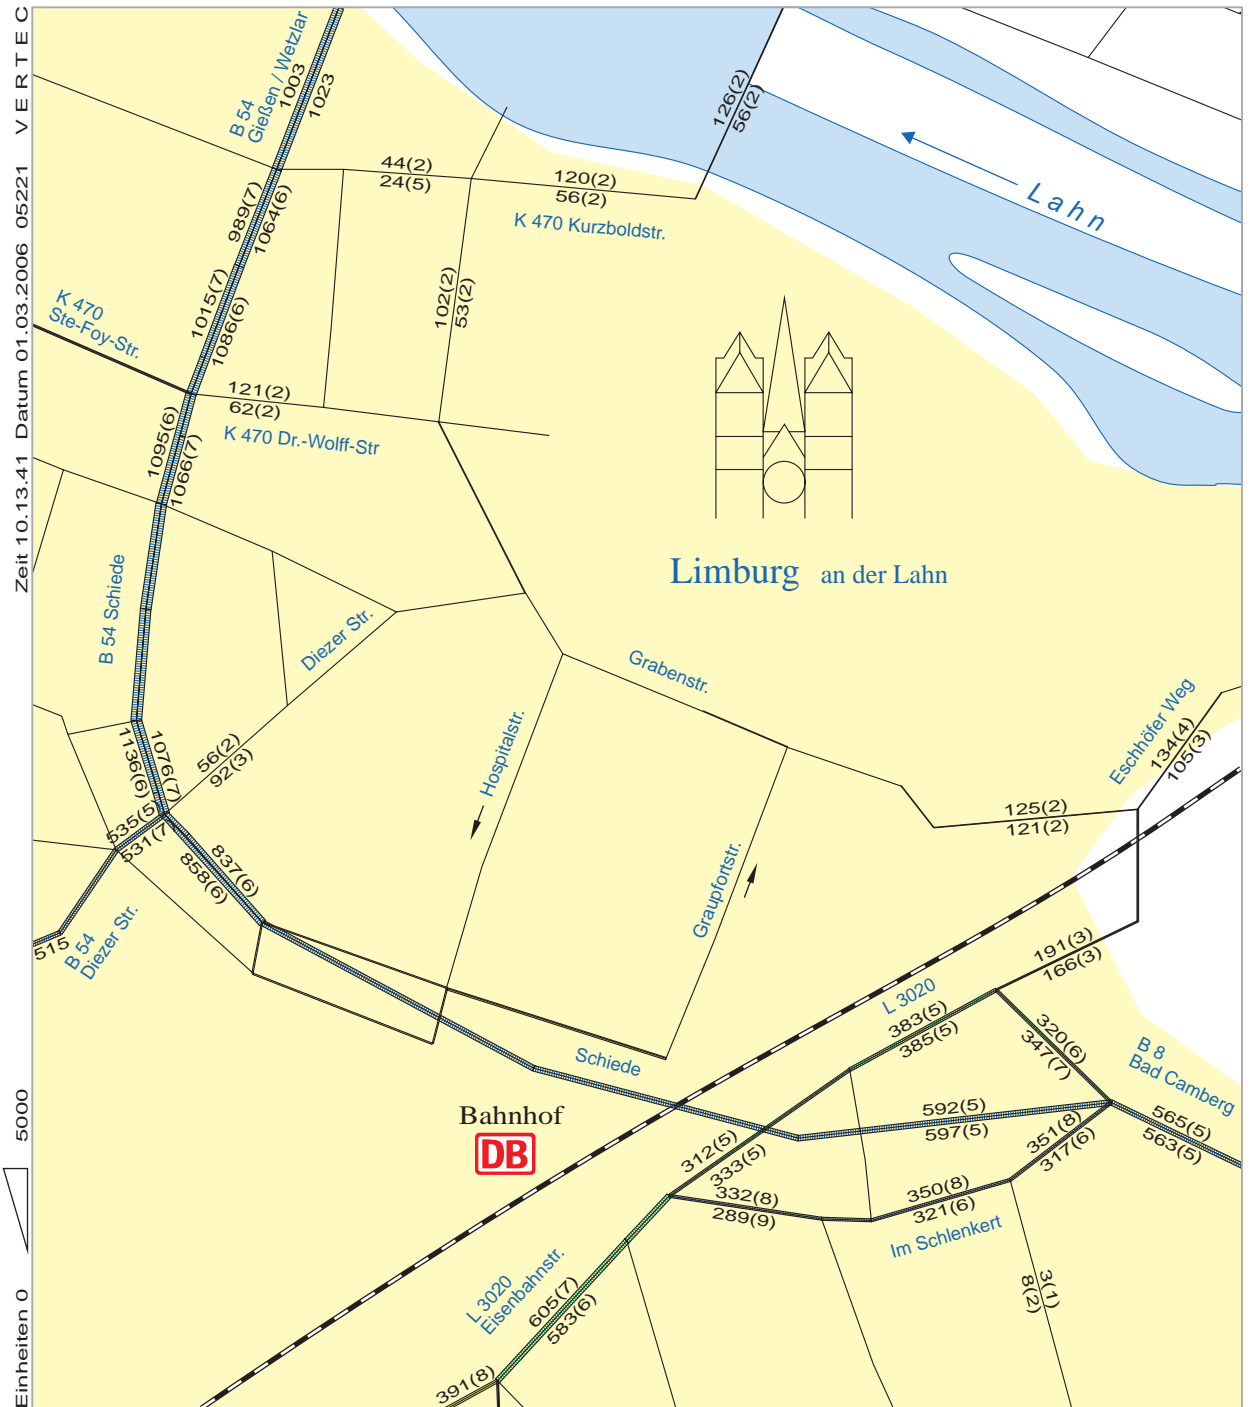 VERTEC
Zeit 10.13.41 Datum 01.03.2006 05221
Einheiten 0 5000
B 54
Gießen / Wetzlar
1003
1023
989(7)
1064(6)
44(2)
24(5)
120(2)
56(2)
K 470 Kurzboldstr.
126(2)
56(2)
Lahn
1015(7)
1086(6)
102(2)
53(2)
K 470
Ste-Foy-Str.
121(2)
62(2)
K 470 Dr.-Wolff-Str
1095(6)
1066(7)
B 54 Schiede
Limburg an der Lahn
Diezer Str.
Grabenstr.
Hospitalstr.
Eschhöfer Weg
134(4)
105(3)
1076(7)
1136(6)
56(2)
92(3)
125(2)
121(2)
535(5)
531(7
837(6)
858(6)
Graupfortstr.
515
B 54
Diezer Str.
191(3)
166(3)
L 3020
383(5)
385(5)
320(6)
347(7)
B 8
Bad Camberg
Schiede
Bahnhof
DB
592(5)
597(5)
565(5)
563(5)
351(8)
317(6)
312(5)
333(5)
332(8)
289(9)
350(8)
321(6)
Im Schlenkert
3(1)
8(2)
L 3020
Eisenbahnstr.
605(7)
583(6)
391(8)